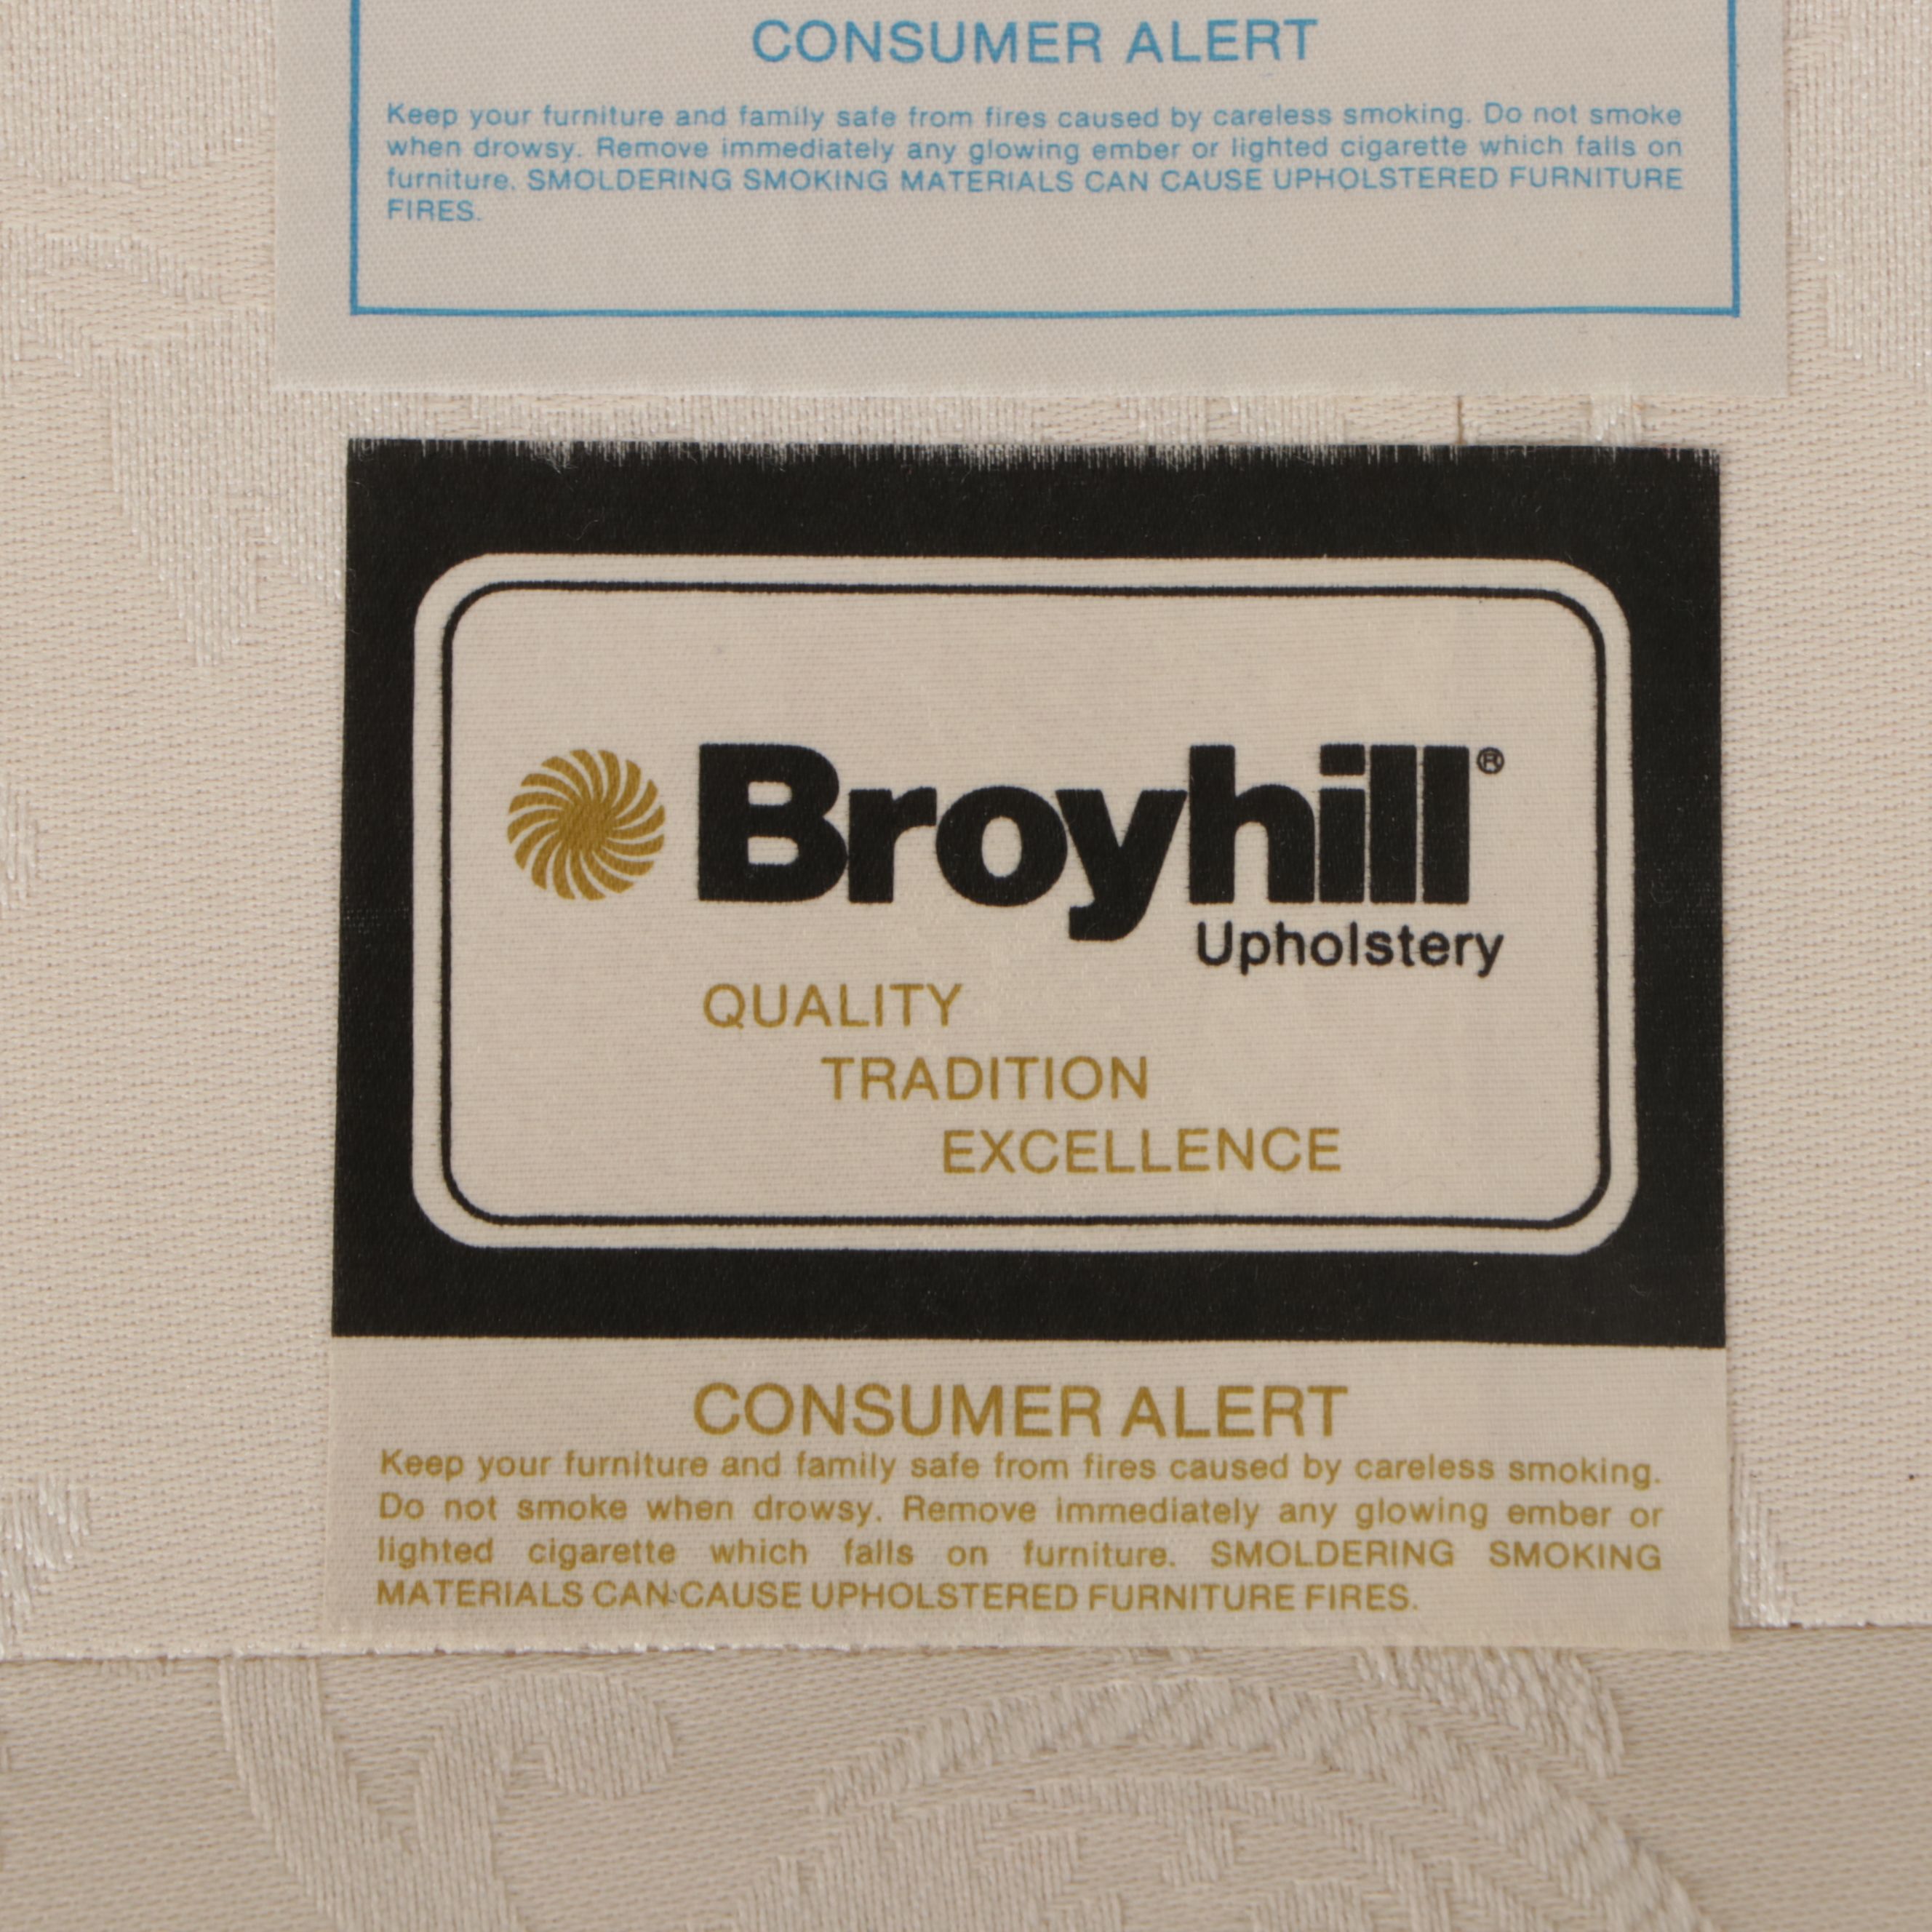 CONSUMER ALERT
Keep your furniture and family safe from fires caused by careless smoking. Do not smoke
when drowsy. Remove immediately any glowing ember or lighted cigarette which falls on
furniture. SMOLDERING SMOKING MATERIALS CAN CAUSE UPHOLSTERED FURNITURE
FIRES.
Broyhill®
Upholstery
QUALITY
TRADITION
EXCELLENCE
CONSUMER ALERT
Keep your furniture and family safe from fires caused by careless smoking.
Do not smoke when drowsy. Remove immediately any glowing ember or
lighted cigarette which falls on furniture. SMOLDERING SMOKING
MATERIALS CAN CAUSE UPHOLSTERED FURNITURE FIRES.